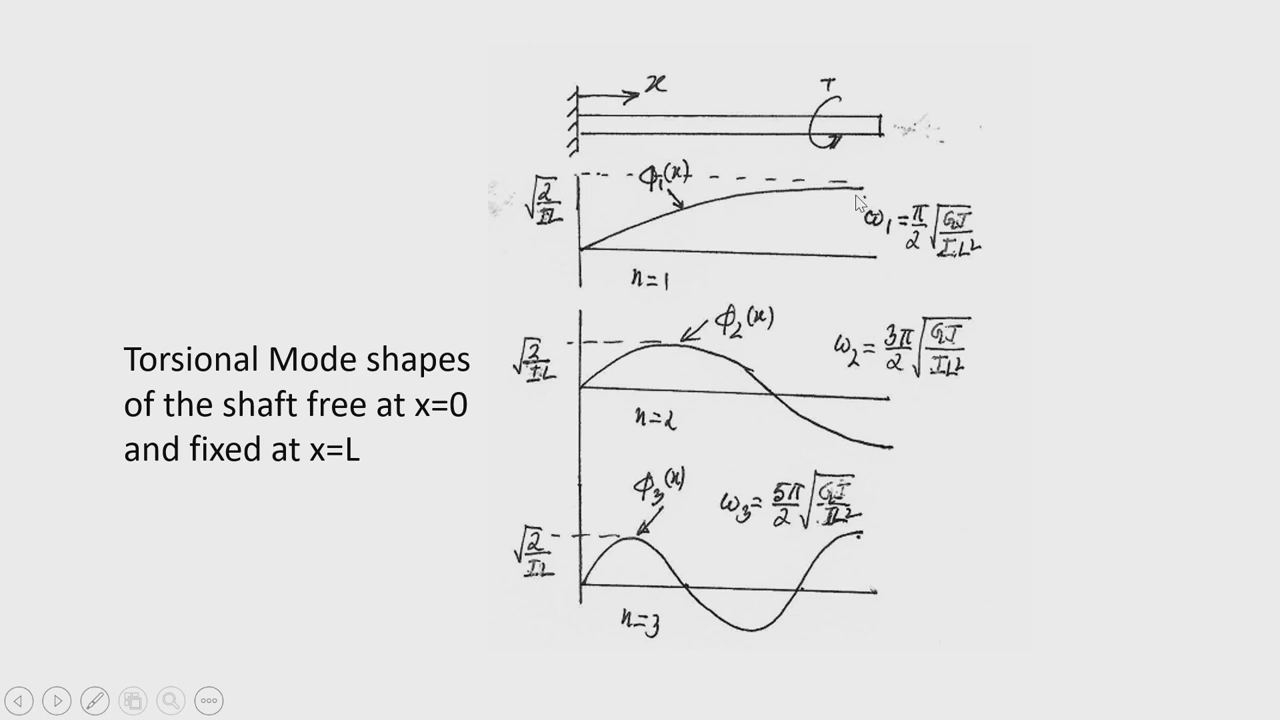 x
T
φ₁(x)
√(2/IL)
ω₁ = π/2 √(GJ/IL²)
n=1
φ₂(x)
√(2/IL)
ω₂ = 3π/2 √(GJ/IL²)
n=2
Torsional Mode shapes
of the shaft free at x=0
and fixed at x=L
φ₃(x)
ω₃ = 5π/2 √(GJ/IL²)
√(2/IL)
n=3